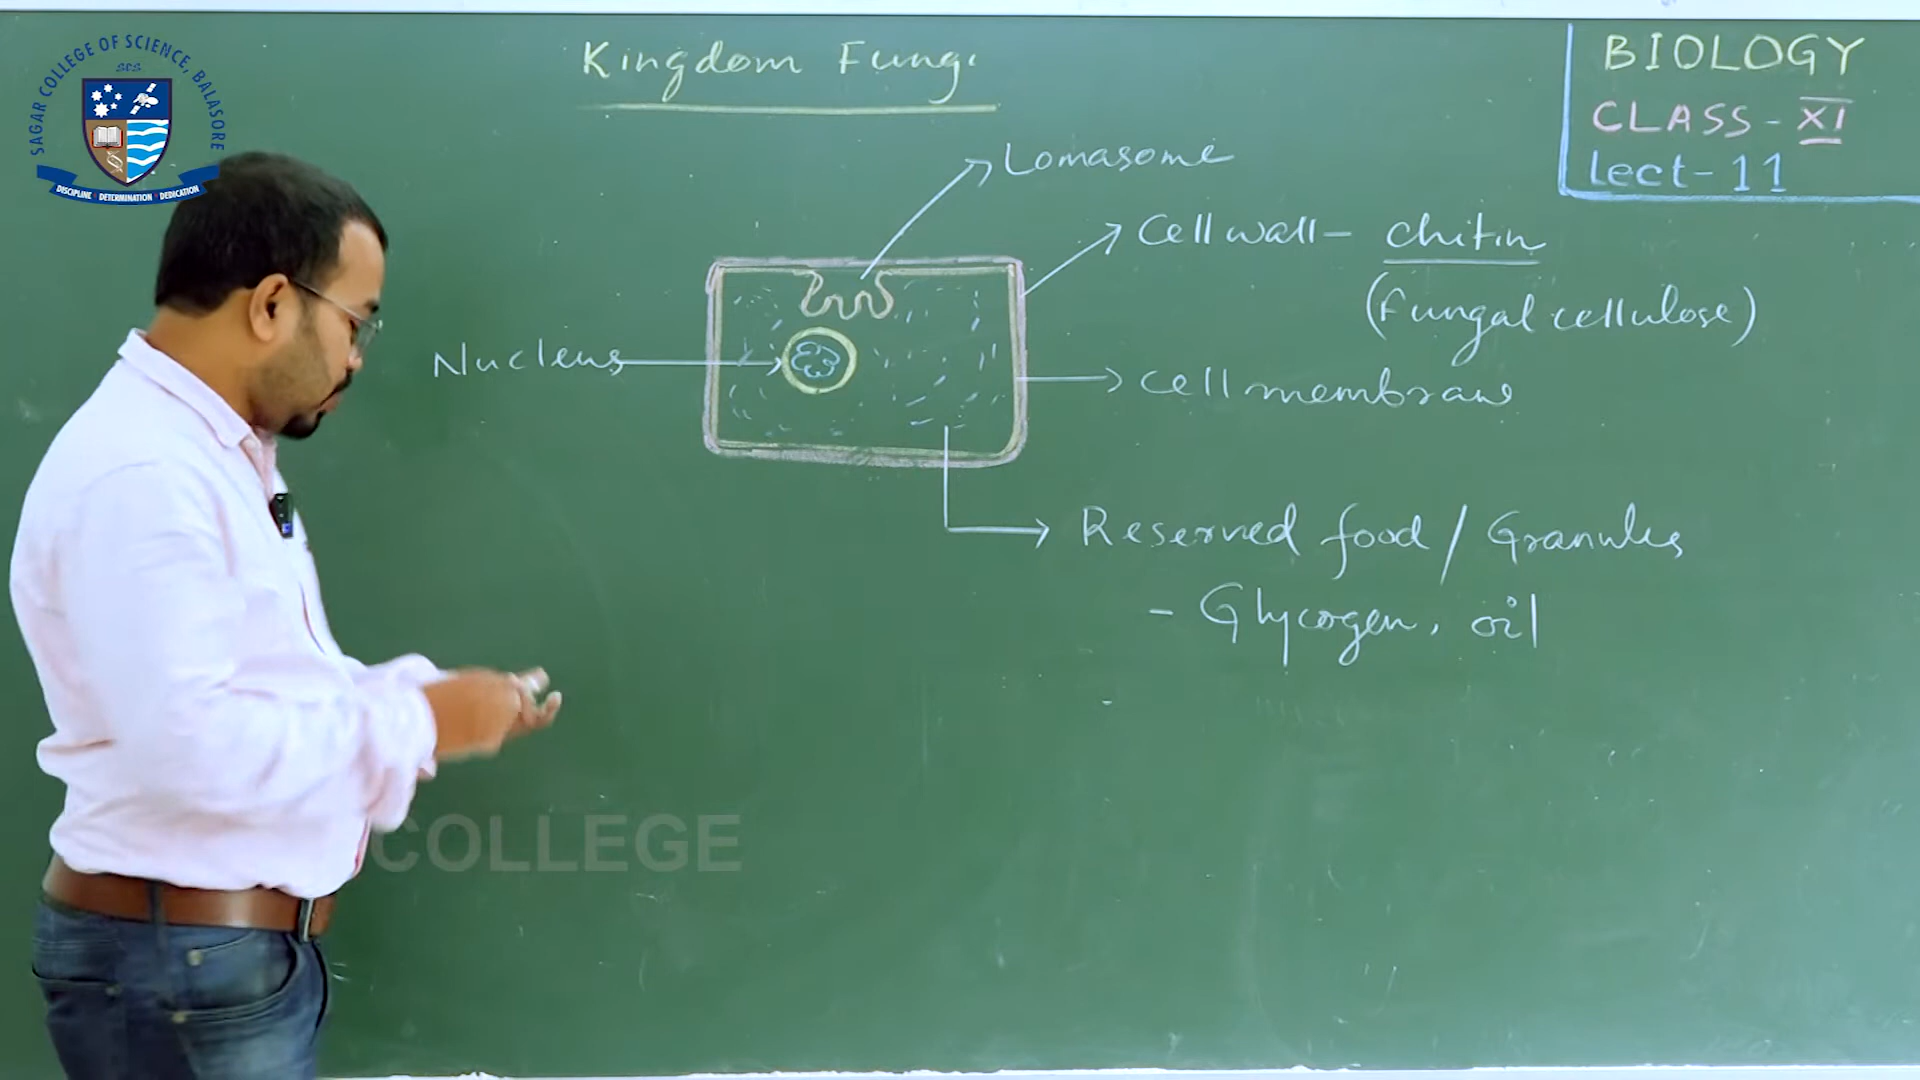 SAGAR COLLEGE OF SCIENCE, BALASORE
DISCIPLINE DETERMINATION DEDICATION
Kingdom Fungi
BIOLOGY
CLASS - XI
Lect - 11
Lomasome
Cell wall - chitin
(Fungal cellulose)
Nucleus
Cell membrane
Reserved food / Granules
- Glycogen, oil
COLLEGE